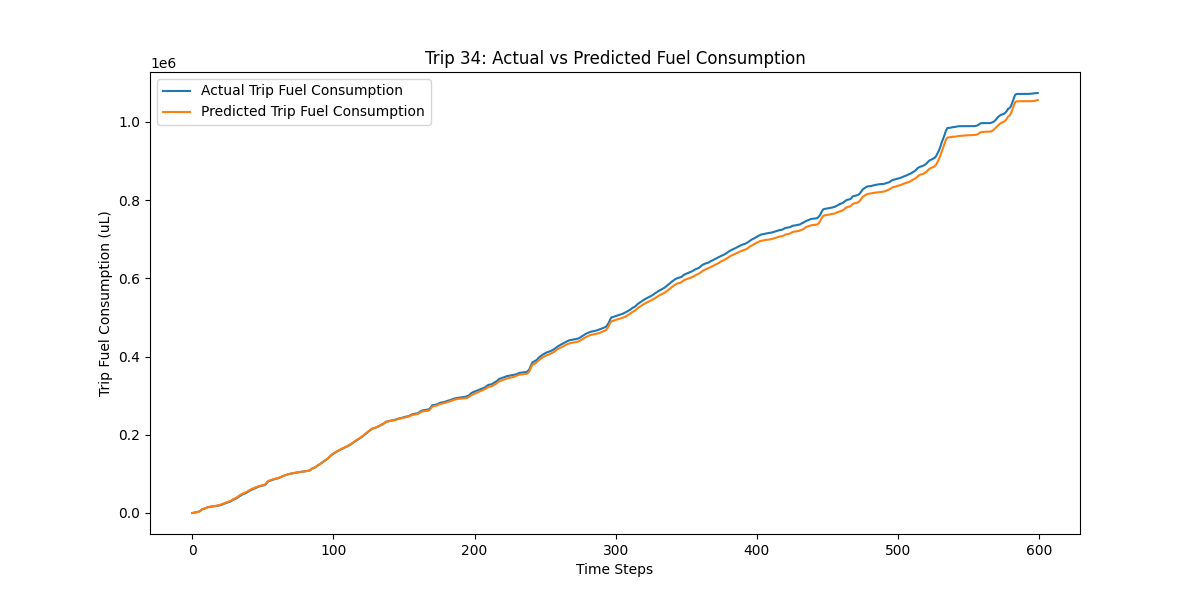 Trip 34: Actual vs Predicted Fuel Consumption
1e6
Actual Trip Fuel Consumption
Predicted Trip Fuel Consumption
Trip Fuel Consumption (uL)
1.0
0.8
0.6
0.4
0.2
0.0
0 100 200 300 400 500 600
Time Steps